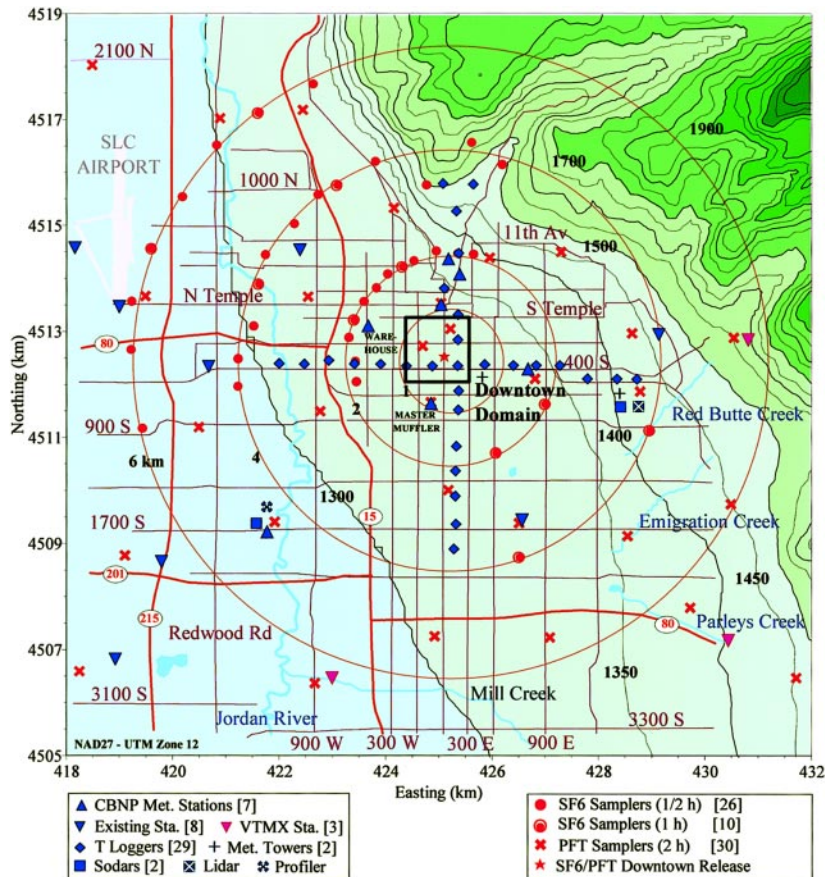 4519
2100 N
1900
4517
SLC
AIRPORT
1700
1000 N
4515
11th Av
1500
N Temple
S Temple
4513
80
WARE-
HOUSE
400 S
1
Downtown
Domain
2
MASTER
MUFFLER
Red Butte Creek
Northing (km)
4511
900 S
1400
6 km
4
1300
1700 S
15
Emigration Creek
4509
201
1450
215
80
Parleys Creek
4507
Redwood Rd
1350
3100 S
Mill Creek
Jordan River
3300 S
NAD27 - UTM Zone 12
900 W 300 W 300 E 900 E
4505
418 420 422 424 426 428 430 432
Easting (km)
CBNP Met. Stations [7]
Existing Sta. [8] VTMX Sta. [3]
T Loggers [29] Met. Towers [2]
Sodars [2] Lidar Profiler
SF6 Samplers (1/2 h) [26]
SF6 Samplers (1 h) [10]
PFT Samplers (2 h) [30]
SF6/PFT Downtown Release